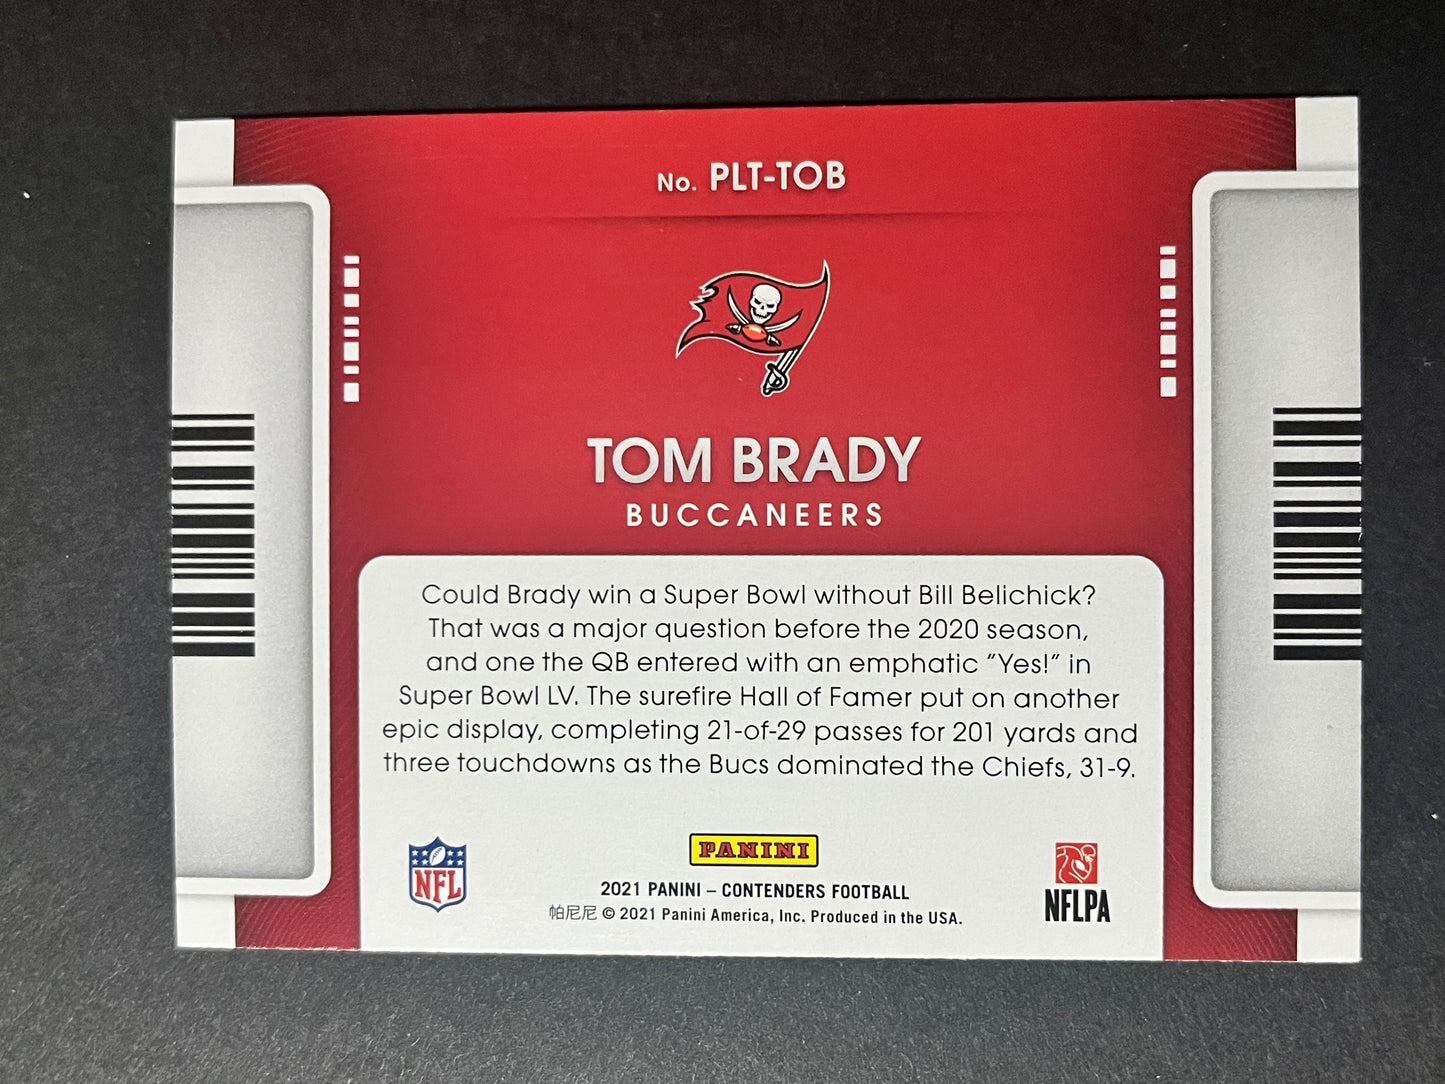 No. PLT-TOB
TOM BRADY
BUCCANEERS
Could Brady win a Super Bowl without Bill Belichick?
That was a major question before the 2020 season,
and one the QB entered with an emphatic "Yes!" in
Super Bowl LV. The surefire Hall of Famer put on another
epic display, completing 21-of-29 passes for 201 yards and
three touchdowns as the Bucs dominated the Chiefs, 31-9.
NFL
PANINI
2021 PANINI – CONTENDERS FOOTBALL
帕尼尼 © 2021 Panini America, Inc. Produced in the USA.
NFLPA